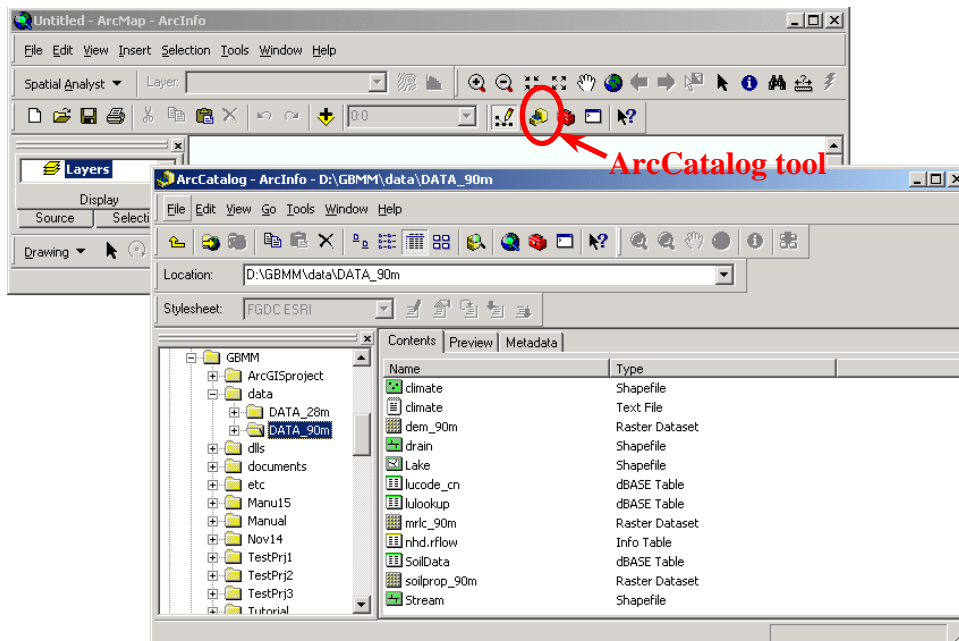 Untitled - ArcMap - ArcInfo
File Edit View Insert Selection Tools Window Help
Spatial Analyst Layer:
0:0
ArcCatalog tool
Layers
Display
Source Selecti
Drawing
ArcCatalog - ArcInfo - D:\GBMM\data\DATA_90m
File Edit View Go Tools Window Help
Location: D:\GBMM\data\DATA_90m
Stylesheet: FGDC ESRI
Contents Preview Metadata
GBMM
ArcGISproject
data
DATA_28m
DATA_90m
dlls
documents
etc
Manu15
Manual
Nov14
TestPrj1
TestPrj2
TestPrj3
Tutorial
Name Type
climate Shapefile
climate Text File
dem_90m Raster Dataset
drain Shapefile
Lake Shapefile
lucode_cn dBASE Table
lulookup dBASE Table
mrlc_90m Raster Dataset
nhd.rflow Info Table
SoilData dBASE Table
soilprop_90m Raster Dataset
Stream Shapefile